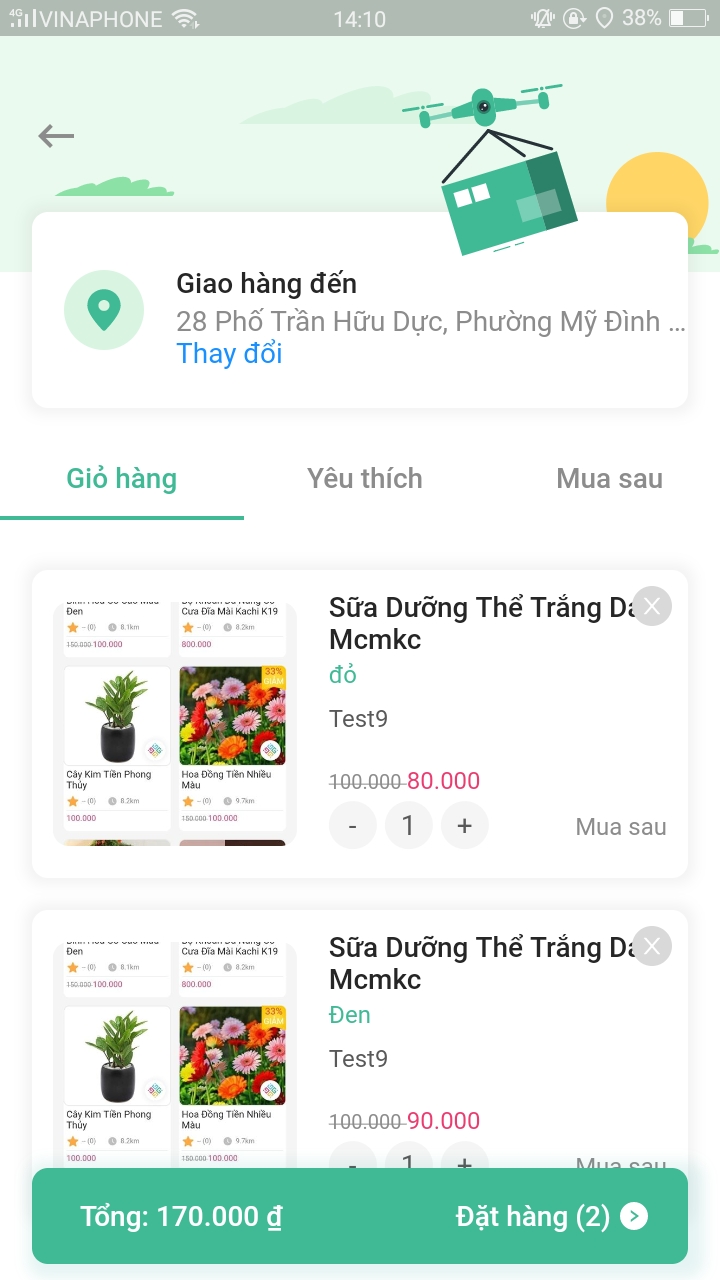 4G VINAPHONE 14:10 38%
Giao hàng đến
28 Phố Trần Hữu Dực, Phường Mỹ Đình ...
Thay đổi
Giỏ hàng Yêu thích Mua sau
Sữa Dưỡng Thể Trắng Da
Mcmkc
đỏ
Test9
100.000 80.000
- 1 +
Mua sau
Đen
Cưa Đĩa Mài Kachi K19
-- (0) 8.1km
-- (0) 8.2km
150.000 100.000
800.000
33%
GIẢM
Cây Kim Tiền Phong
Thủy
Hoa Đồng Tiền Nhiều
Màu
-- (0) 8.2km
-- (0) 9.7km
100.000
150.000 100.000
Sữa Dưỡng Thể Trắng Da
Mcmkc
Đen
Test9
100.000 90.000
- 1 +
Mua sau
Đen
Cưa Đĩa Mài Kachi K19
-- (0) 8.1km
-- (0) 8.2km
150.000 100.000
800.000
33%
GIẢM
Cây Kim Tiền Phong
Thủy
Hoa Đồng Tiền Nhiều
Màu
-- (0) 8.2km
-- (0) 9.7km
100.000
150.000 100.000
Tổng: 170.000 ₫
Đặt hàng (2)